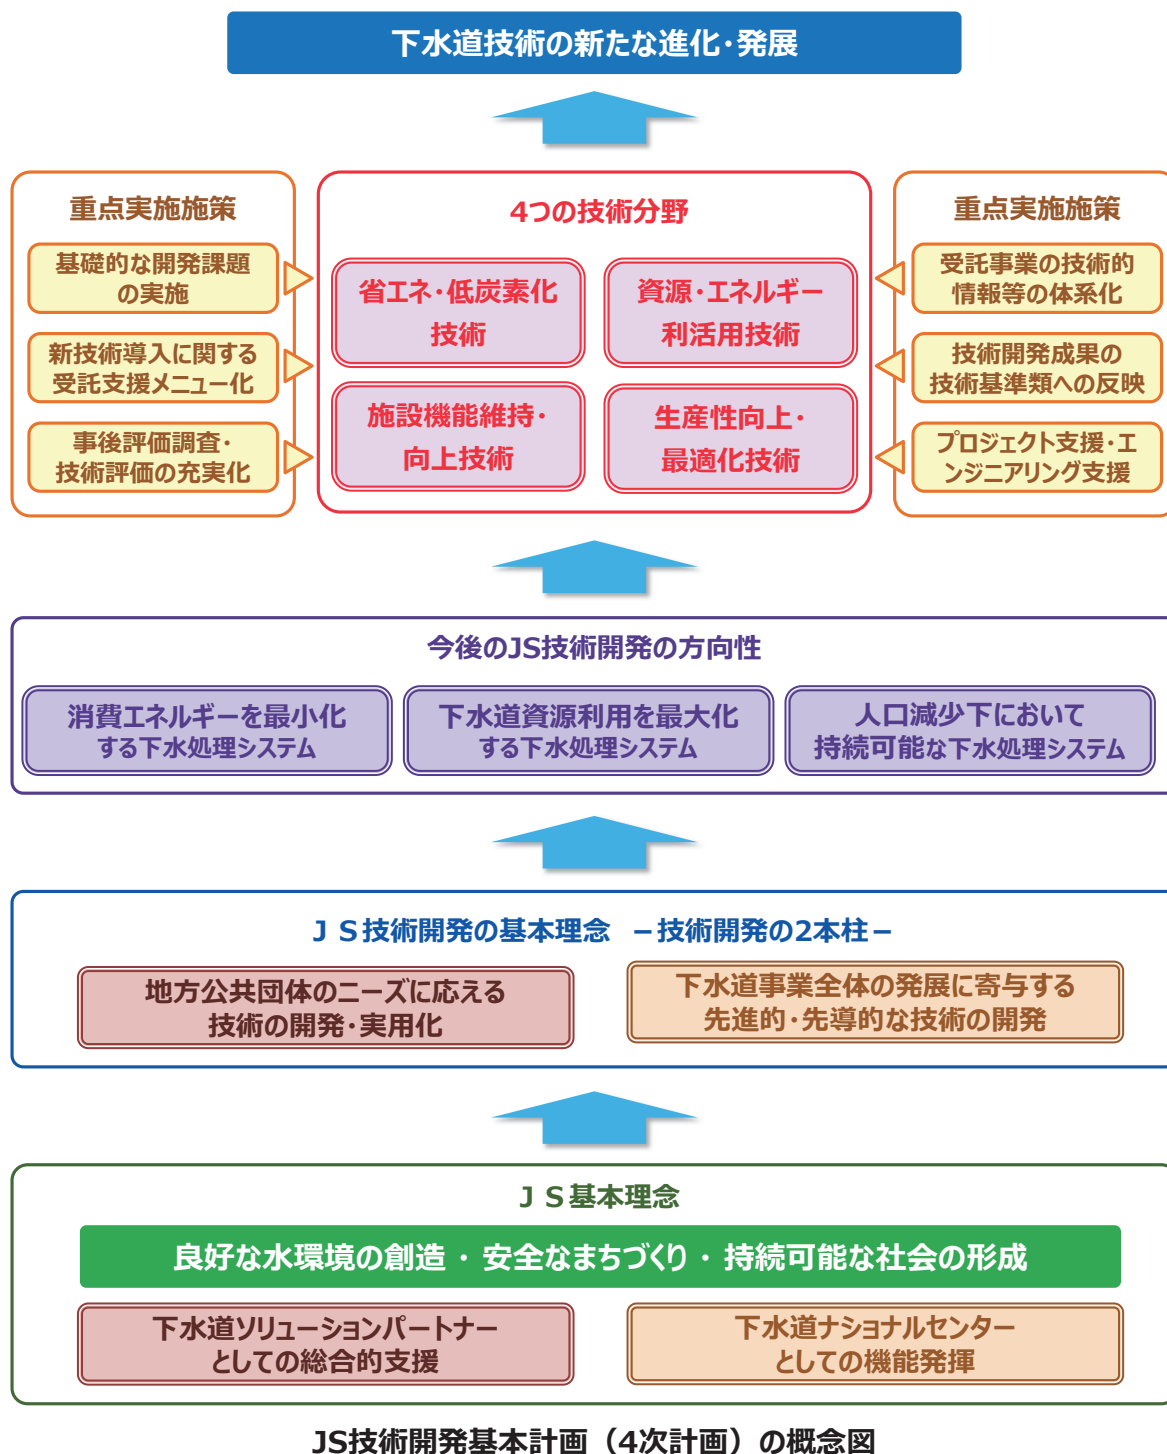 下水道技術の新たな進化･発展
重点実施施策
基礎的な開発課題
の実施
新技術導入に関する
受託支援メニュー化
事後評価調査･
技術評価の充実化
4つの技術分野
省エネ･低炭素化
技術
資源･エネルギー
利活用技術
施設機能維持･
向上技術
生産性向上･
最適化技術
重点実施施策
受託事業の技術的
情報等の体系化
技術開発成果の
技術基準類への反映
プロジェクト支援･エ
ンジニアリング支援
今後のJS技術開発の方向性
消費エネルギーを最小化
する下水処理システム
下水道資源利用を最大化
する下水処理システム
人口減少下において
持続可能な下水処理システム
ＪＳ技術開発の基本理念 －技術開発の2本柱－
地方公共団体のニーズに応える
技術の開発･実用化
下水道事業全体の発展に寄与する
先進的･先導的な技術の開発
ＪＳ基本理念
良好な水環境の創造 ･ 安全なまちづくり ･ 持続可能な社会の形成
下水道ソリューションパートナー
としての総合的支援
下水道ナショナルセンター
としての機能発揮
JS技術開発基本計画（4次計画）の概念図